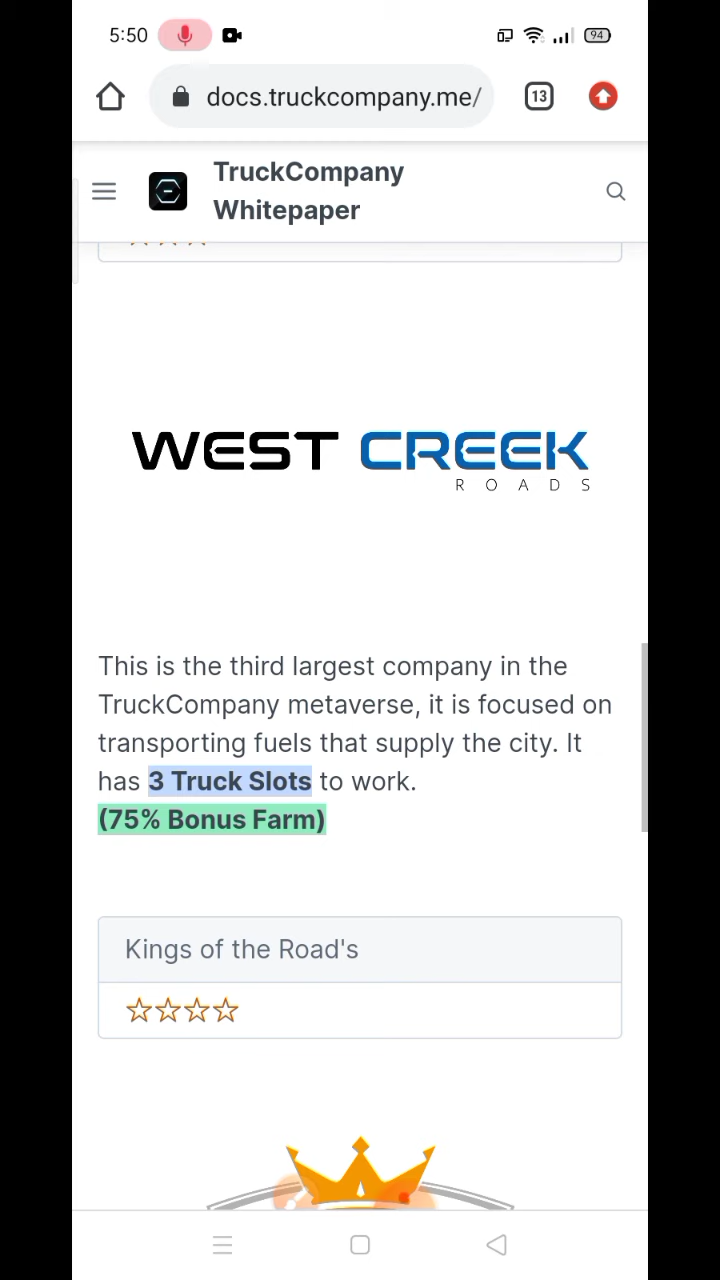 5:50
94
docs.truckcompany.me/
13
TruckCompany
Whitepaper
WEST CREEK
ROADS
This is the third largest company in the
TruckCompany metaverse, it is focused on
transporting fuels that supply the city. It
has 3 Truck Slots to work.
(75% Bonus Farm)
Kings of the Road's
☆☆☆☆